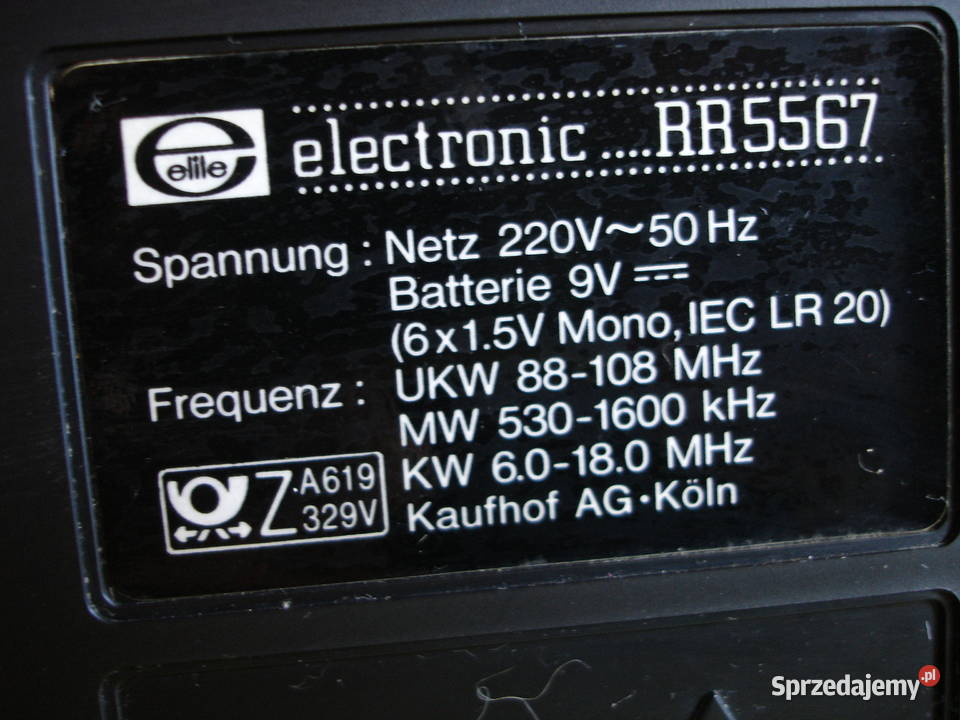 elite electronic ....RR5567
Spannung : Netz 220V~50 Hz
Batterie 9V ⎓
(6x1.5V Mono, IEC LR 20)
Frequenz : UKW 88-108 MHz
MW 530-1600 kHz
KW 6.0-18.0 MHz
Kaufhof AG·Köln
Z A619
329V
Sprzedajemy.pl